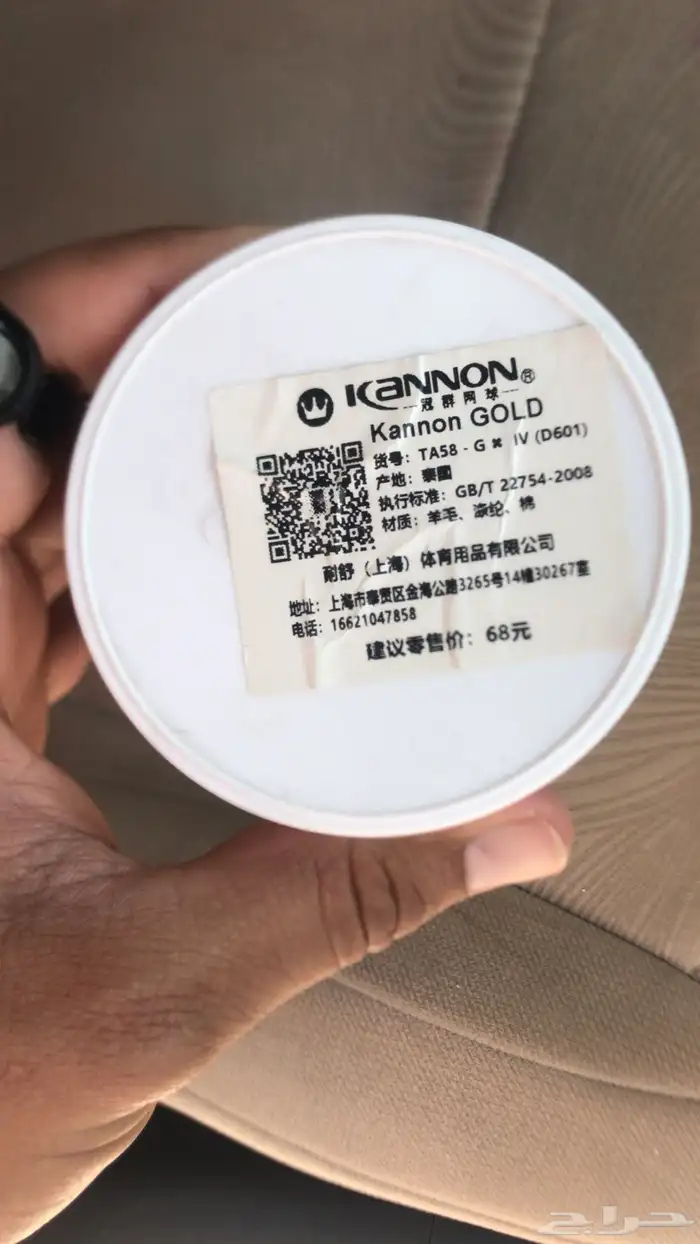 KANNON®
冠群网球
Kannon GOLD
货号：TA58 - G ✖ IV (D601)
产地：泰国
执行标准：GB/T 22754-2008
材质：羊毛、涤纶、棉
耐舒（上海）体育用品有限公司
地址：上海市奉贤区金海公路3265号14幢30267室
电话：16621047858
建议零售价：68元
حراج